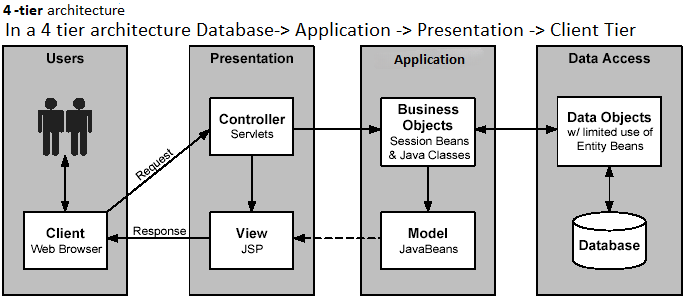 4 -tier architecture
In a 4 tier architecture Database-> Application -> Presentation -> Client Tier
Users
Presentation
Application
Data Access
Controller
Servlets
Business
Objects
Session Beans
& Java Classes
Data Objects
w/ limited use of
Entity Beans
Request
Client
Web Browser
Response
View
JSP
Model
JavaBeans
Database